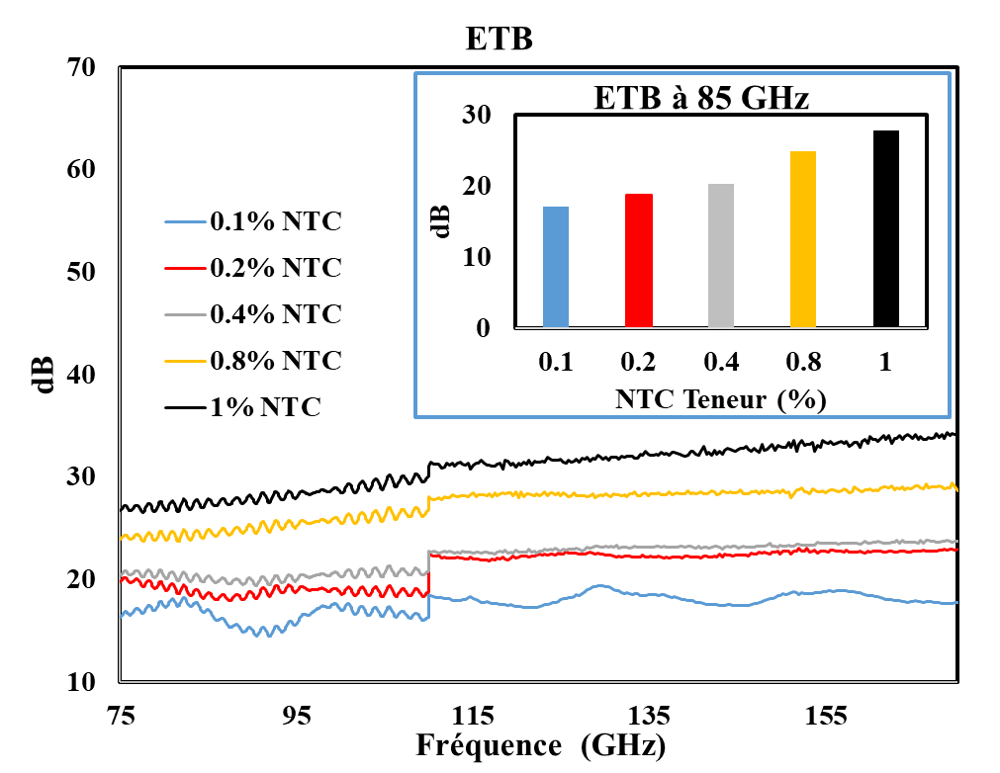 ETB
70
60
50
40
30
20
10
dB
0.1% NTC
0.2% NTC
0.4% NTC
0.8% NTC
1% NTC
ETB à 85 GHz
30
20
10
0
dB
0.1 0.2 0.4 0.8 1
NTC Teneur (%)
75 95 115 135 155
Fréquence (GHz)